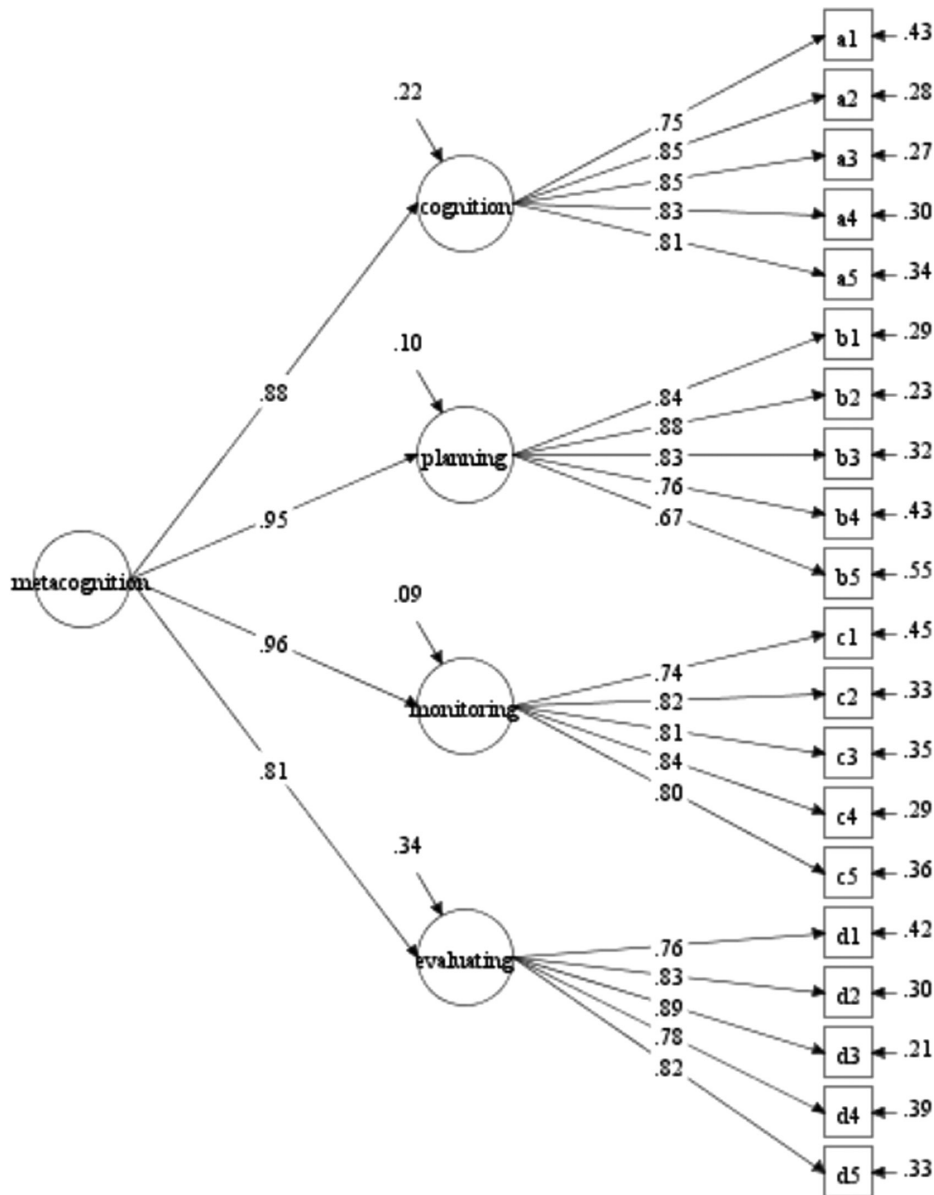 a1 .43
.22 a2 .28
.75
.85 a3 .27
.85
cognition .83 a4 .30
.81
a5 .34
.10 b1 .29
.88 .84 b2 .23
.88
planning .83 b3 .32
.76
.95 .67 b4 .43
metacognition b5 .55
.09 c1 .45
.96 .74
.82 c2 .33
monitoring .81 c3 .35
.84
.81 .80 c4 .29
.34 c5 .36
.76 d1 .42
evaluating .83 d2 .30
.89
.78 d3 .21
.82
d4 .39
d5 .33